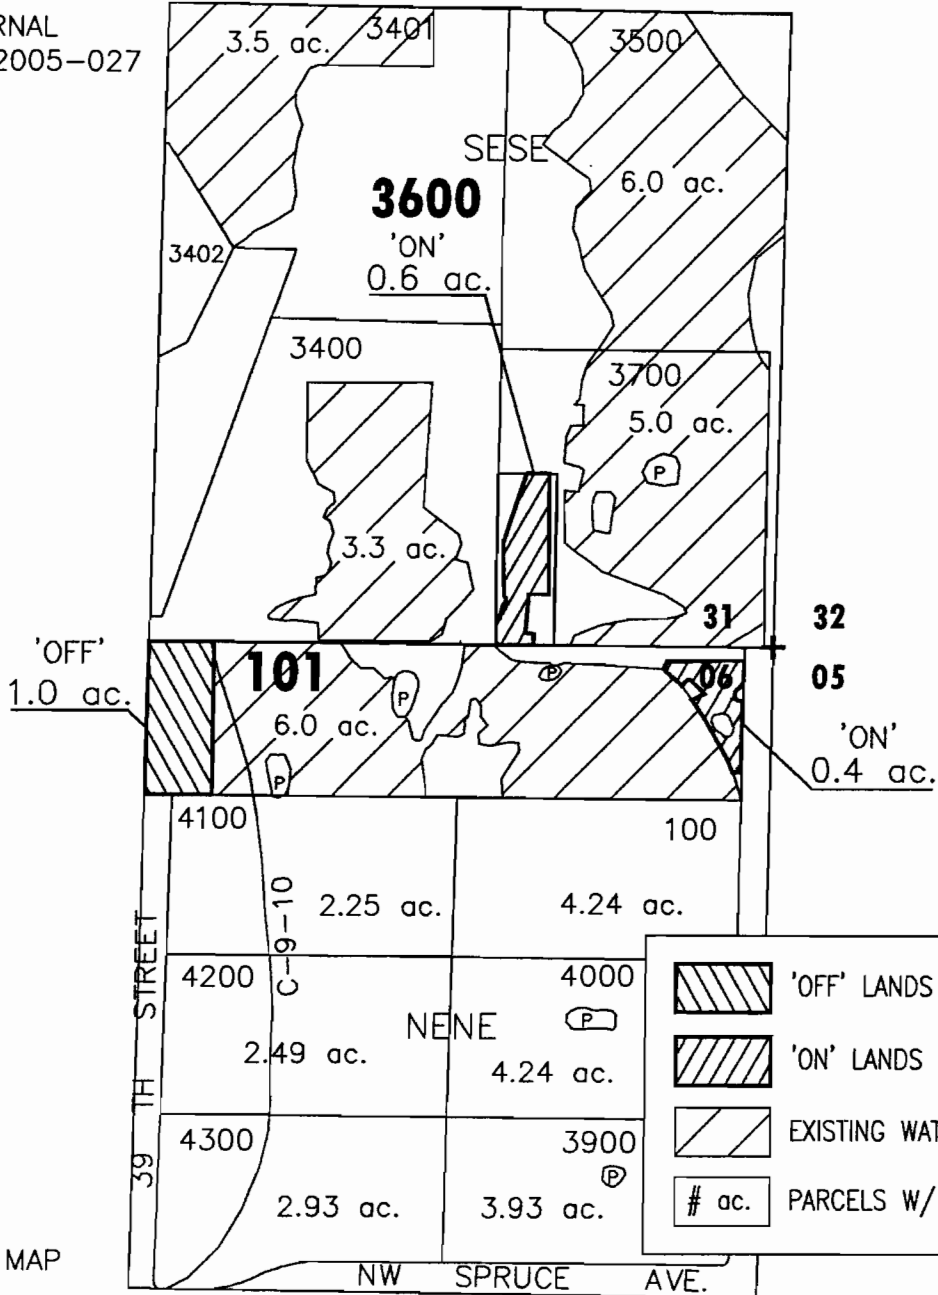 RNAL
2005-027
3.5 ac.
3401
3500
SESE
6.0 ac.
3600
'ON'
0.6 ac.
3402
3400
3700
5.0 ac.
P
3.3 ac.
31
32
'OFF'
1.0 ac.
101
6.0 ac.
P
P
P
06
05
'ON'
0.4 ac.
4100
100
2.25 ac.
4.24 ac.
C-9-10
39 TH STREET
4200
4000
NENE
P
2.49 ac.
4.24 ac.
4300
3900
P
2.93 ac.
3.93 ac.
'OFF' LANDS
'ON' LANDS
EXISTING WAT
# ac.
PARCELS W/
MAP
NW SPRUCE AVE.